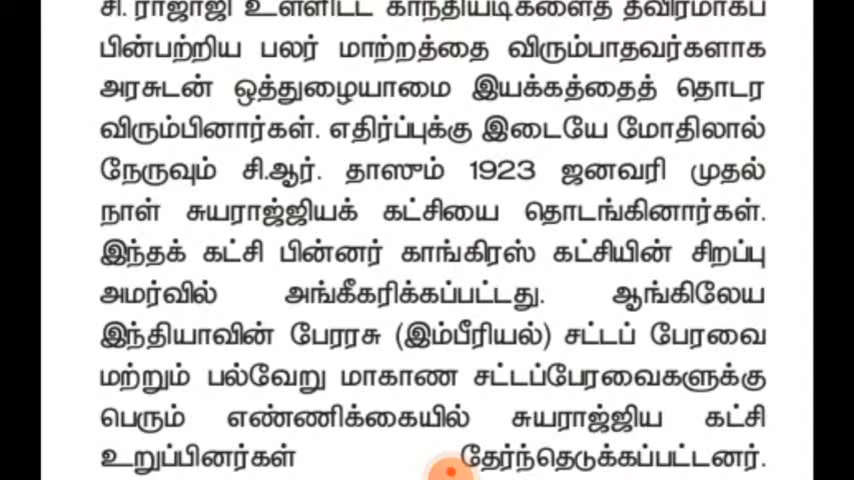 சி. ராஜாஜி உள்ளிட்ட காந்தியடிகளைத் தீவிரமாகப்
பின்பற்றிய பலர் மாற்றத்தை விரும்பாதவர்களாக
அரசுடன் ஒத்துழையாமை இயக்கத்தைத் தொடர
விரும்பினார்கள். எதிர்ப்புக்கு இடையே மோதிலால்
நேருவும் சி.ஆர். தாஸும் 1923 ஜனவரி முதல்
நாள் சுயராஜ்ஜியக் கட்சியை தொடங்கினார்கள்.
இந்தக் கட்சி பின்னர் காங்கிரஸ் கட்சியின் சிறப்பு
அமர்வில் அங்கீகரிக்கப்பட்டது. ஆங்கிலேய
இந்தியாவின் பேரரசு (இம்பீரியல்) சட்டப் பேரவை
மற்றும் பல்வேறு மாகாண சட்டப்பேரவைகளுக்கு
பெரும் எண்ணிக்கையில் சுயராஜ்ஜிய கட்சி
உறுப்பினர்கள் தேர்ந்தெடுக்கப்பட்டனர்.